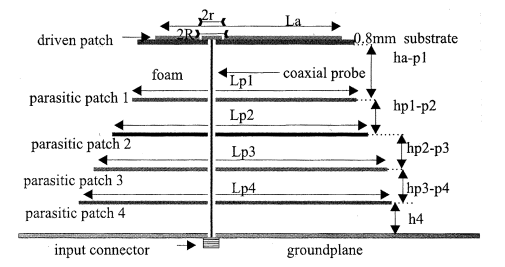 2r
La
driven patch
2R
0.8mm substrate
ha-p1
foam
coaxial probe
Lp1
parasitic patch 1
hp1-p2
Lp2
parasitic patch 2
hp2-p3
Lp3
parasitic patch 3
hp3-p4
Lp4
parasitic patch 4
h4
input connector
groundplane